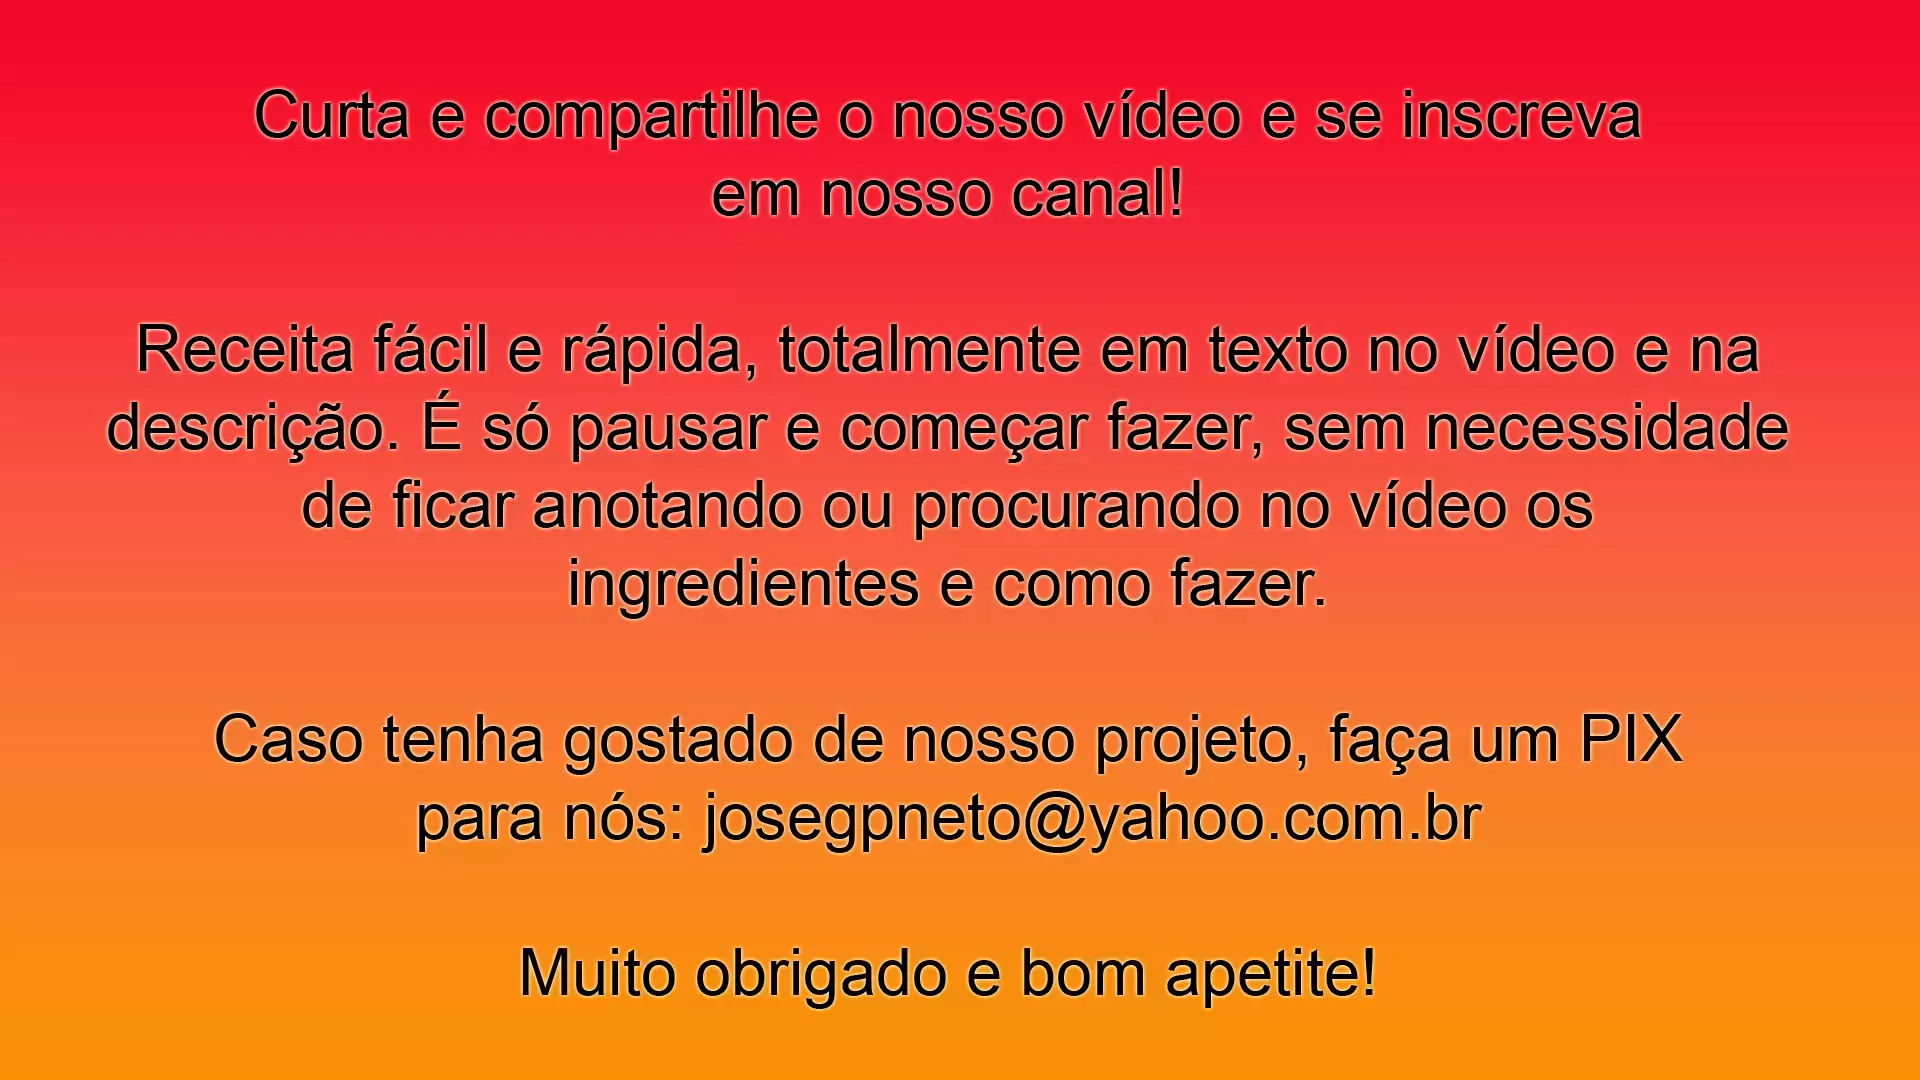 Curta e compartilhe o nosso vídeo e se inscreva
em nosso canal!
Receita fácil e rápida, totalmente em texto no vídeo e na
descrição. É só pausar e começar fazer, sem necessidade
de ficar anotando ou procurando no vídeo os
ingredientes e como fazer.
Caso tenha gostado de nosso projeto, faça um PIX
para nós: josegpneto@yahoo.com.br
Muito obrigado e bom apetite!